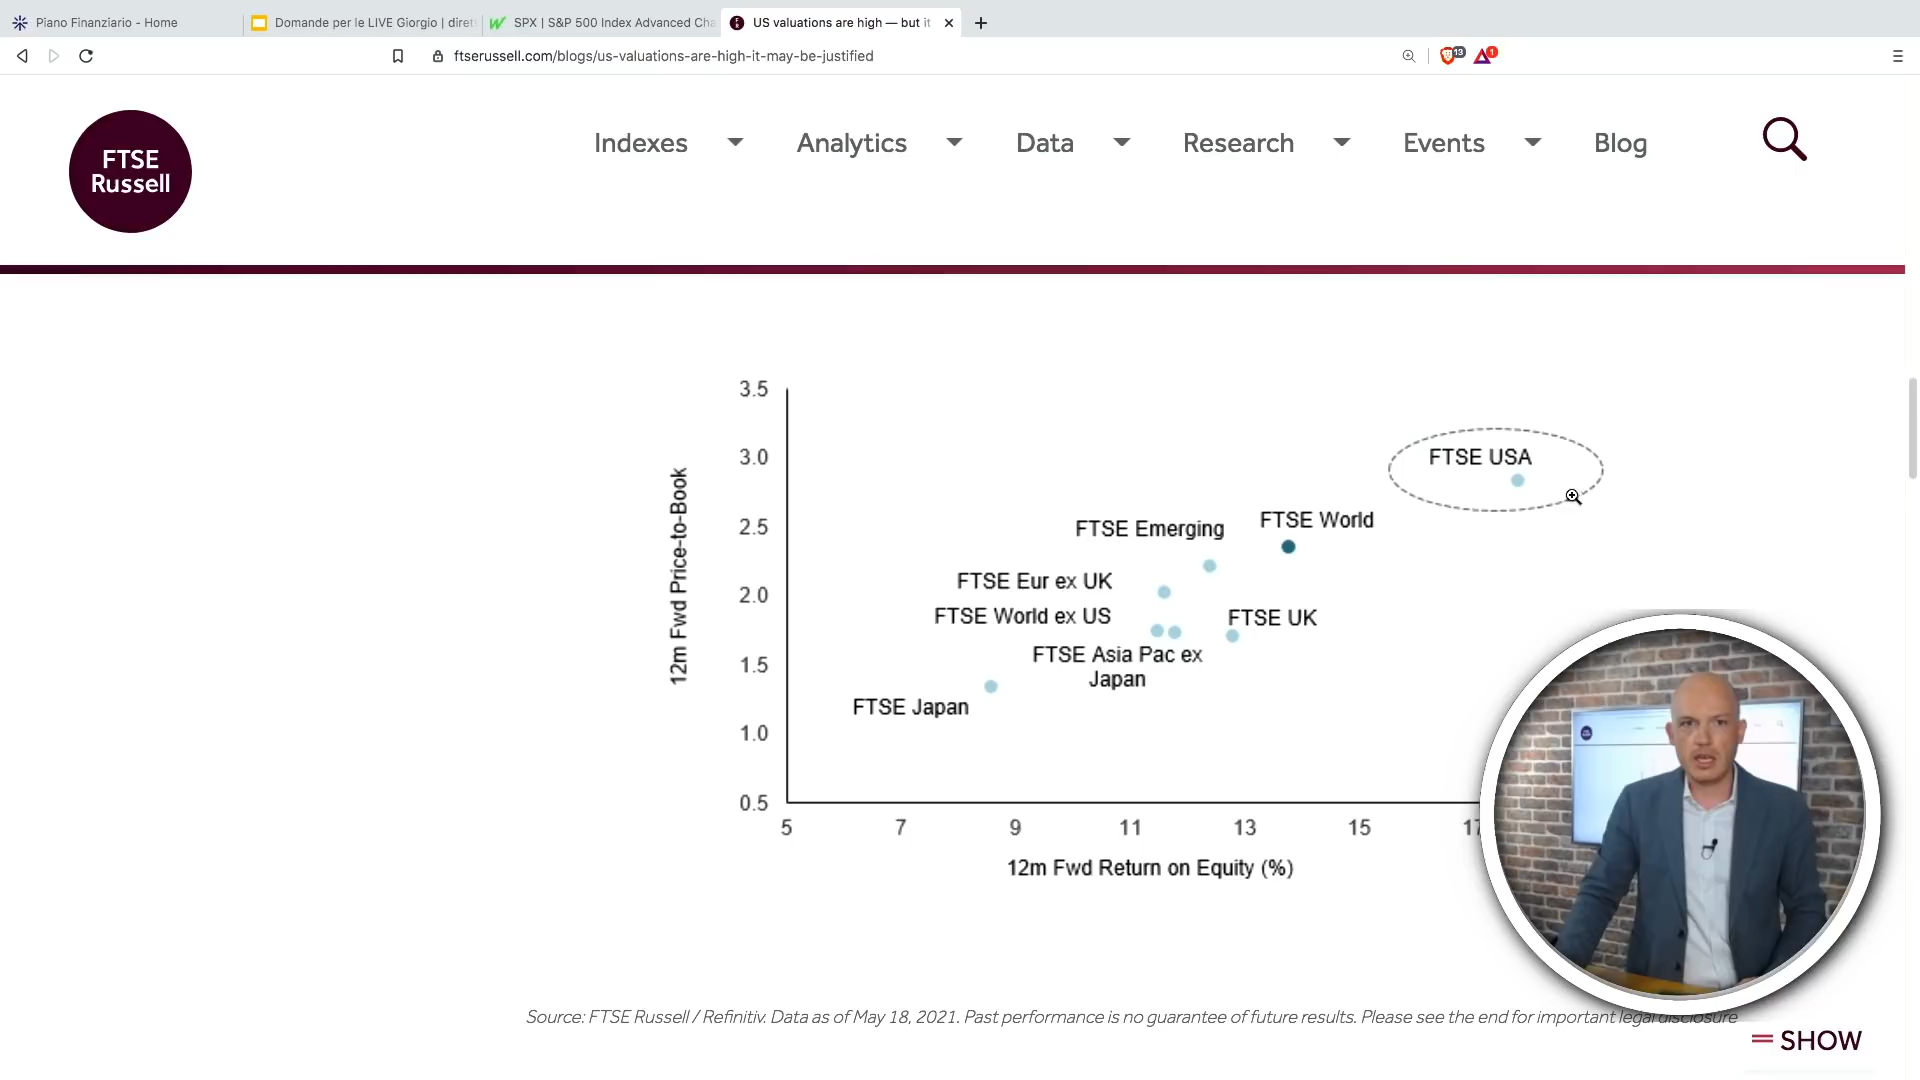 Piano Finanziario - Home
Domande per le LIVE Giorgio | diret
SPX | S&P 500 Index Advanced Cha
US valuations are high — but it
ftserussell.com/blogs/us-valuations-are-high-it-may-be-justified
13
1
FTSE
Russell
Indexes
Analytics
Data
Research
Events
Blog
3.5
3.0
2.5
2.0
1.5
1.0
0.5
12m Fwd Price-to-Book
FTSE USA
FTSE World
FTSE Emerging
FTSE Eur ex UK
FTSE World ex US
FTSE UK
FTSE Asia Pac ex
Japan
FTSE Japan
5
7
9
11
13
15
17
12m Fwd Return on Equity (%)
Source: FTSE Russell / Refinitiv. Data as of May 18, 2021. Past performance is no guarantee of future results. Please see the end for important legal disclosure
SHOW